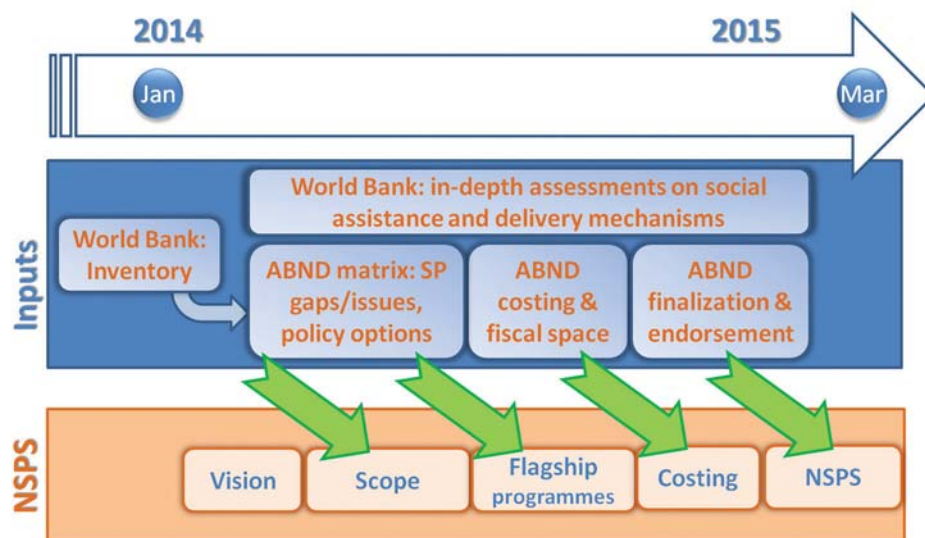 2014
2015
Jan
Mar
Inputs
World Bank: in-depth assessments on social
assistance and delivery mechanisms
World Bank:
Inventory
ABND matrix: SP
gaps/issues,
policy options
ABND
costing &
fiscal space
ABND
finalization &
endorsement
NSPS
Vision
Scope
Flagship
programmes
Costing
NSPS